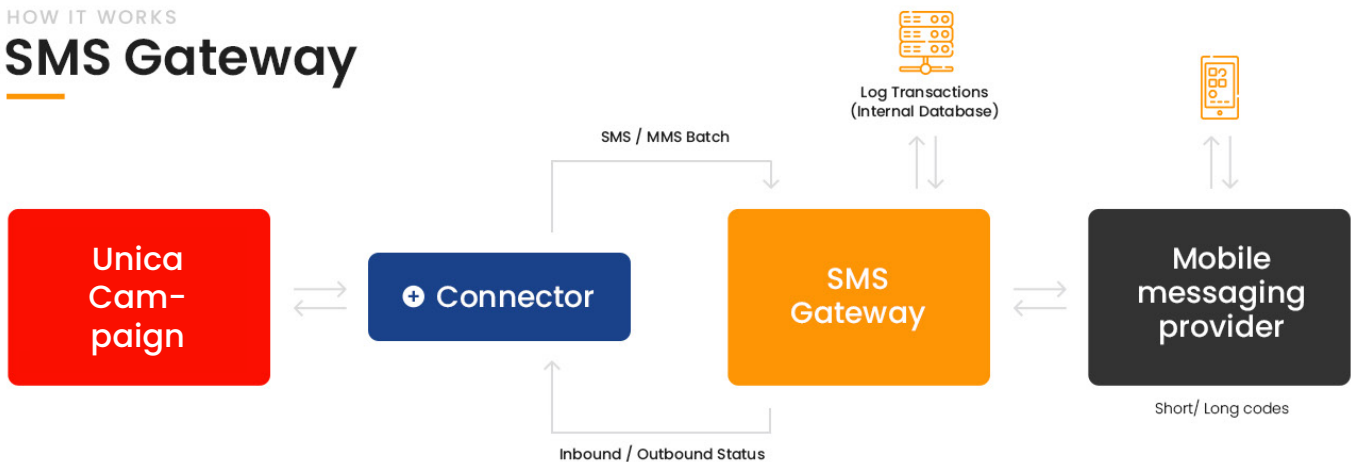 HOW IT WORKS
SMS Gateway
Log Transactions
(Internal Database)
SMS / MMS Batch
Unica
Cam-
paign
Connector
SMS
Gateway
Mobile
messaging
provider
Short/ Long codes
Inbound / Outbound Status